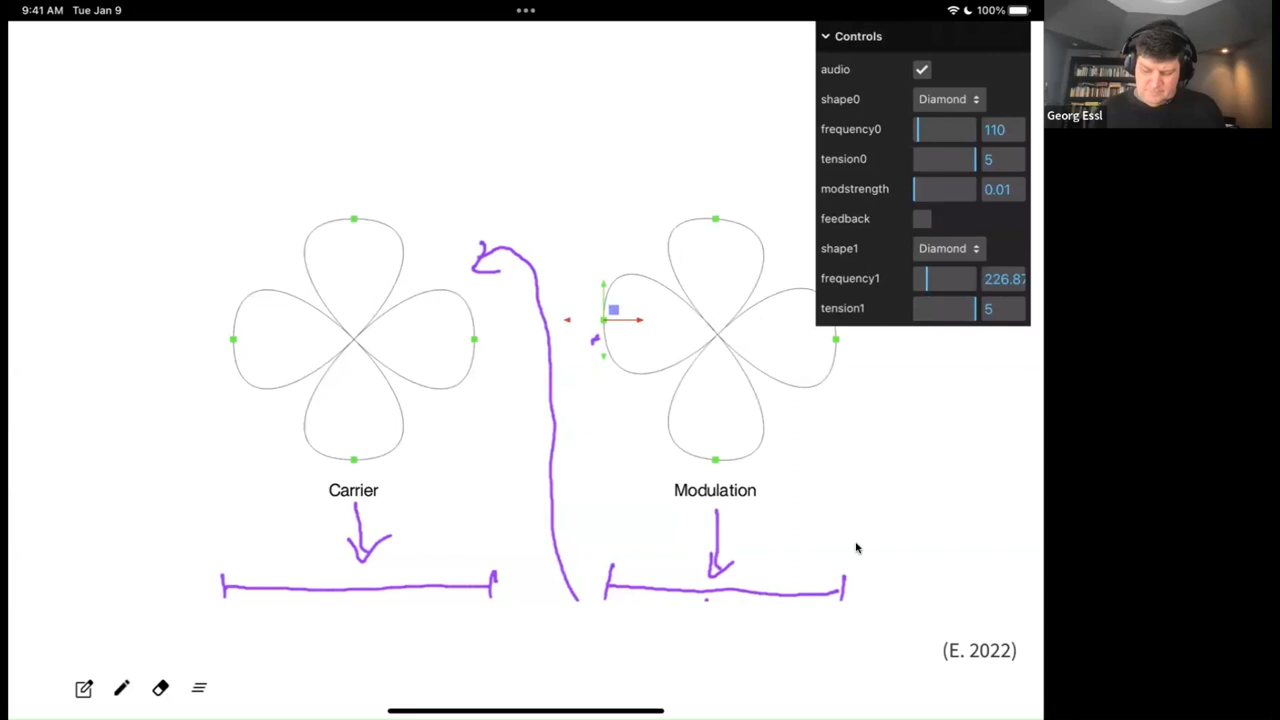 9:41 AM Tue Jan 9
100%
Controls
audio
shape0 Diamond
frequency0 110
tension0 5
modstrength 0.01
feedback
shape1 Diamond
frequency1 226.87
tension1 5
Georg Essl
Carrier
Modulation
(E. 2022)